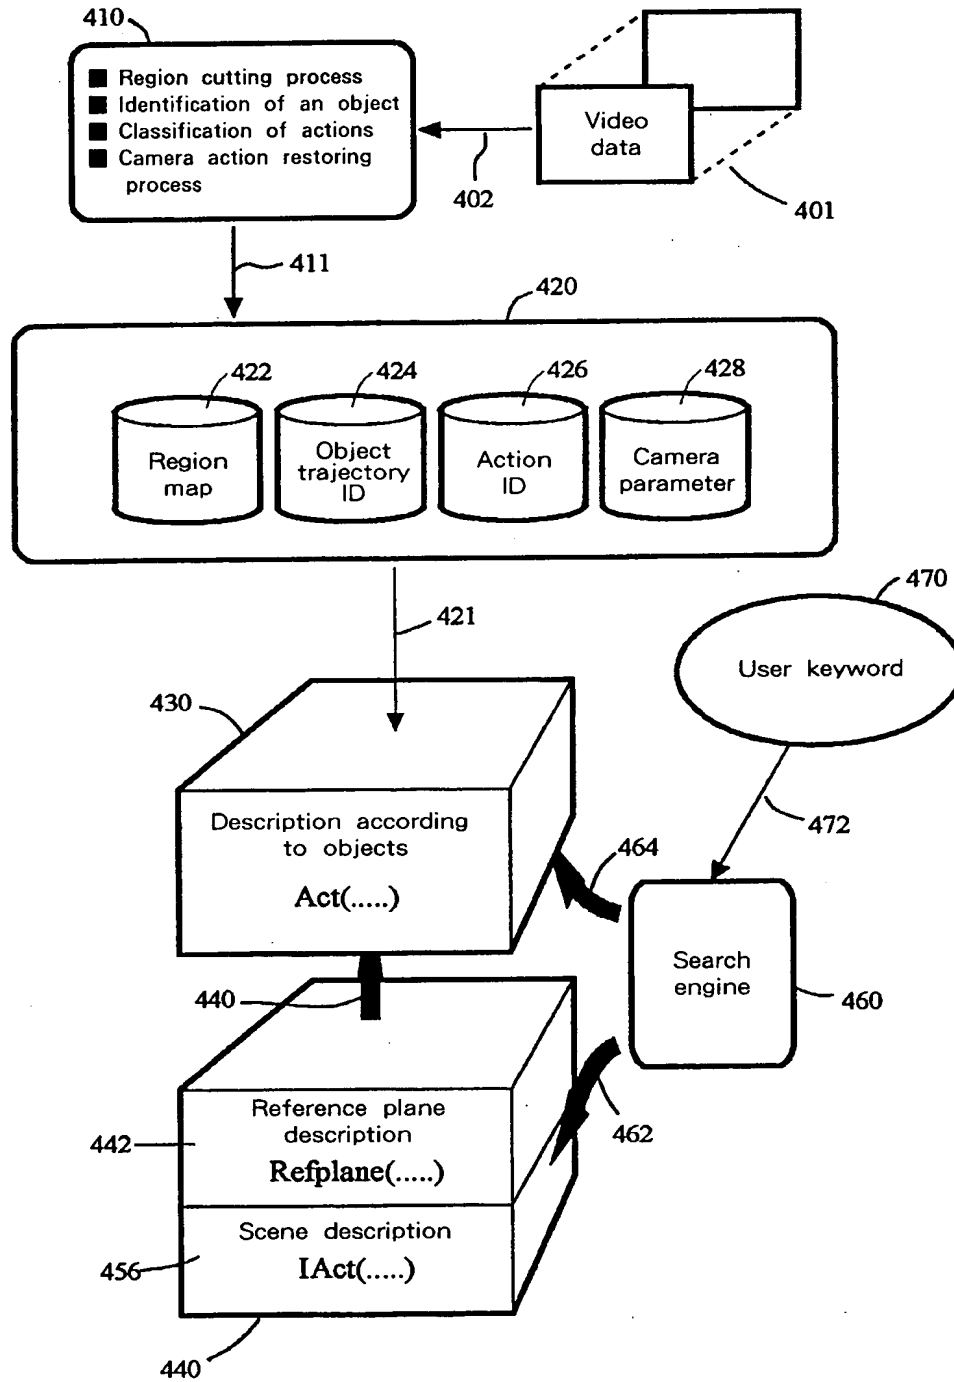 410
Region cutting process
Identification of an object
Classification of actions
Camera action restoring
process
Video
data
402
401
411
420
422
424
426
428
Region
map
Object
trajectory
ID
Action
ID
Camera
parameter
421
470
User keyword
430
472
Description according
to objects
Act(.....)
464
Search
engine
460
440
Reference plane
description
Refplane(.....)
442
462
Scene description
IAct(.....)
456
440